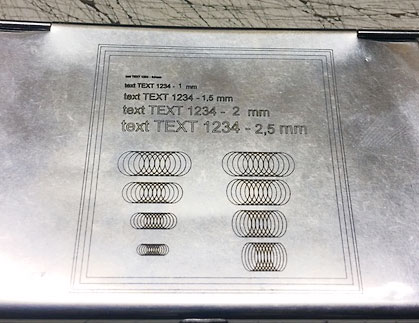 text TEXT 1234 - 1 mm
text TEXT 1234 - 1,5 mm
text TEXT 1234 - 2 mm
text TEXT 1234 - 2,5 mm